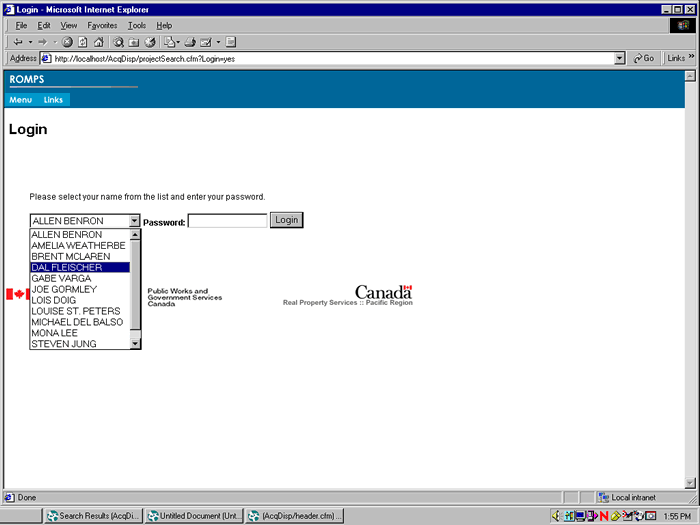 Login - Microsoft Internet Explorer
File Edit View Favorites Tools Help
Address http://localhost/AcqDisp/projectSearch.cfm?Login=yes Go Links »
ROMPS
Menu Links
Login
Please select your name from the list and enter your password.
ALLEN BENRON Password: Login
ALLEN BENRON
AMELIA WEATHERBE
BRENT MCLAREN
DAL FLEISCHER
GABE VARGA
JOE GORMLEY
LOIS DOIG
LOUISE ST. PETERS
MICHAEL DEL BALSO
MONA LEE
STEVEN JUNG
Public Works and
Government Services
Canada
Canada
Real Property Services :: Pacific Region
Done Local intranet
Search Results (AcqDi... Untitled Document (Unt... (AcqDisp/header.cfm) ... 1:55 PM